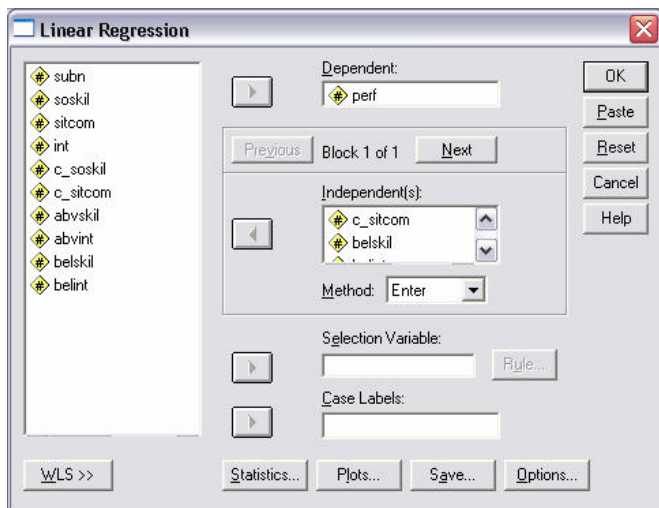 Linear Regression
subn
soskil
sitcom
int
c_soskil
c_sitcom
abvskil
abvint
belskil
belint
Dependent:
perf
Previous
Block 1 of 1
Next
Independent(s):
c_sitcom
belskil
Method:
Enter
Selection Variable:
Rule...
Case Labels:
WLS >>
Statistics...
Plots...
Save...
Options...
OK
Paste
Reset
Cancel
Help